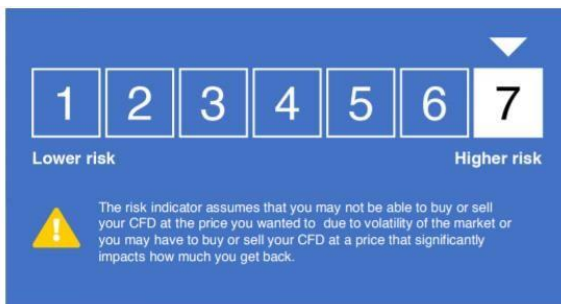 1 2 3 4 5 6 7
Lower risk Higher risk
The risk indicator assumes that you may not be able to buy or sell
your CFD at the price you wanted to due to volatility of the market or
you may have to buy or sell your CFD at a price that significantly
impacts how much you get back.